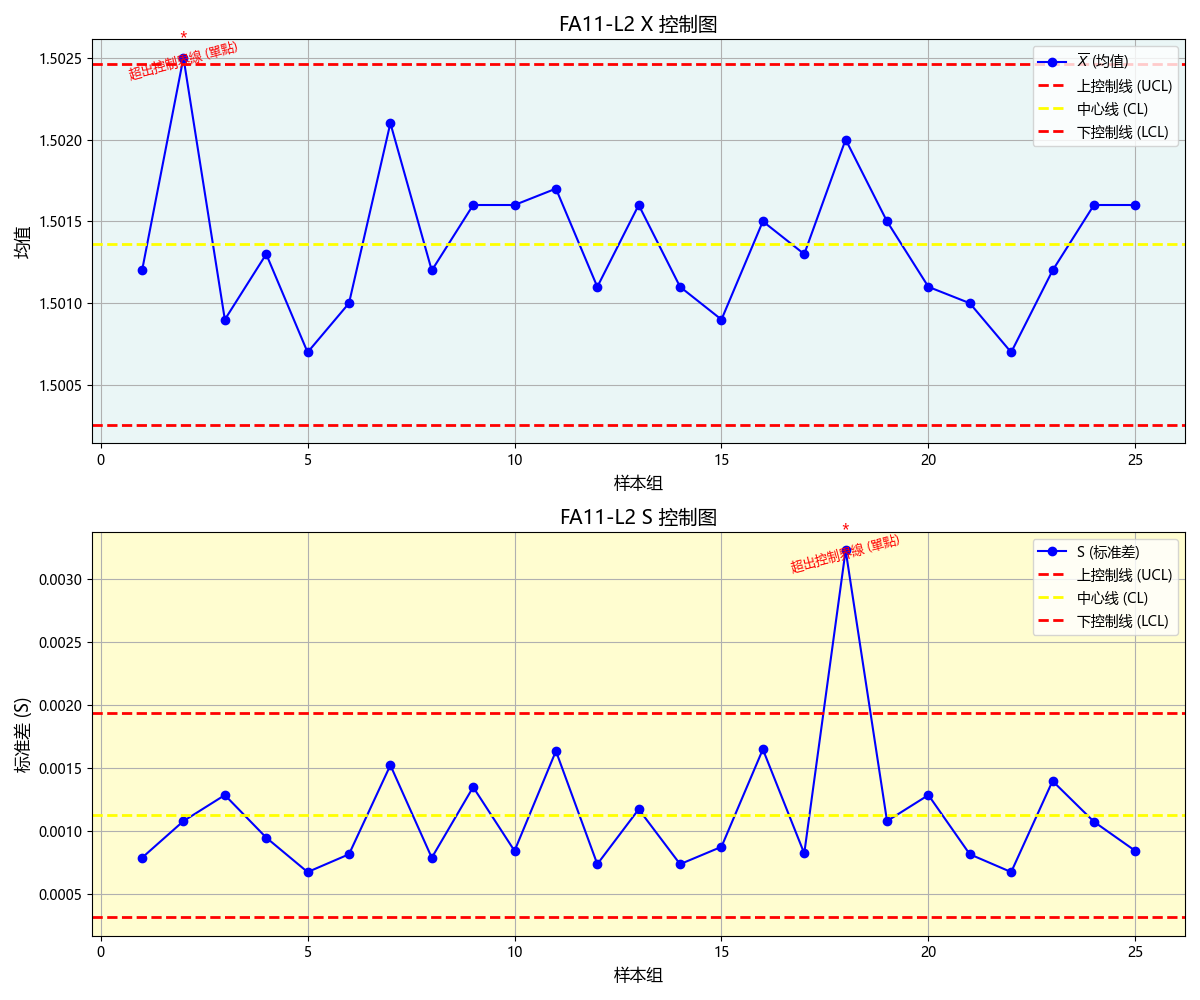 FA11-L2 X 控制图
*
超出控制界線 (單點)
X̅ (均值)
上控制线 (UCL)
中心线 (CL)
下控制线 (LCL)
1.5025
1.5020
1.5015
1.5010
1.5005
均值
0 5 10 15 20 25
样本组
FA11-L2 S 控制图
*
超出控制界線 (單點)
S (标准差)
上控制线 (UCL)
中心线 (CL)
下控制线 (LCL)
0.0030
0.0025
0.0020
0.0015
0.0010
0.0005
标准差 (S)
0 5 10 15 20 25
样本组